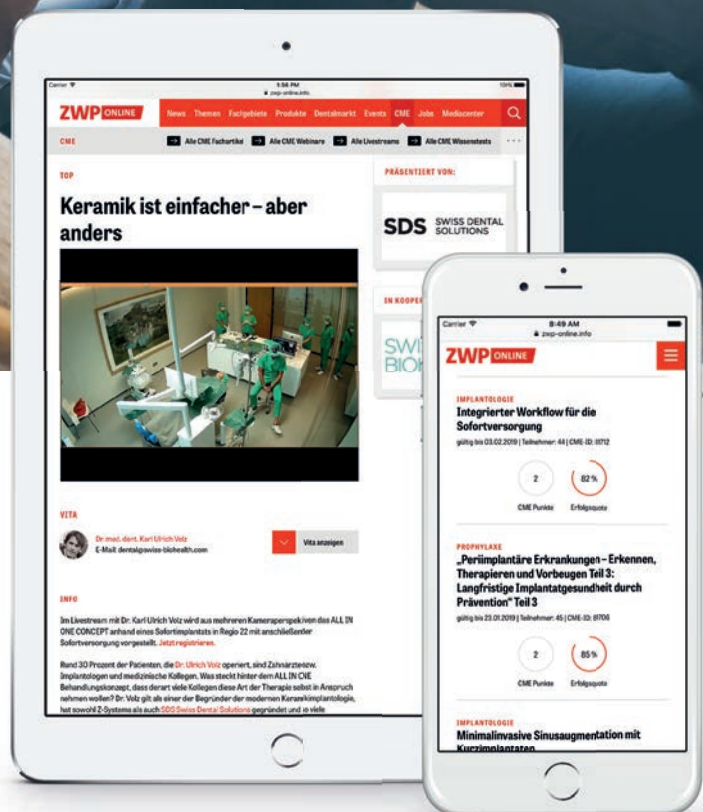 Carrier
1:56 PM
zwp-online.info
ZWP ONLINE
News Themen Fachgebiete Produkte Dentalmarkt Events CME Jobs Mediacenter
CME
Alle CME Fachartikel Alle CME Webinare Alle Livestreams Alle CME Wissenstests
TOP
Keramik ist einfacher – aber
anders
PRÄSENTIERT VON:
SDS SWISS DENTAL
SOLUTIONS
IN KOOPER
SWI
BIOH
VITA
Dr. med. dent. Karl Ulrich Volz
E-Mail: dental@swiss-biohealth.com
Vita anzeigen
INFO
Im Livestream mit Dr. Karl Ulrich Volz wird aus mehreren Kameraperspektiven das ALL IN
ONE CONCEPT anhand eines Sofortimplantats in Regio 22 mit anschließender
Sofortversorgung vorgestellt. Jetzt registrieren.
Rund 30 Prozent der Patienten, die Dr. Ulrich Volz operiert, sind Zahnärzte bzw.
Implantologen und medizinische Kollegen. Was steckt hinter dem ALL IN ONE
Behandlungskonzept, dass derart viele Kollegen diese Art der Therapie selbst in Anspruch
nehmen wollen? Dr. Volz gilt als einer der Begründer der modernen Keramikimplantologie,
hat sowohl Z-Systems als auch SDS Swiss Dental Solutions gegründet und je viele
Carrier
8:49 AM
zwp-online.info
ZWP ONLINE
IMPLANTOLOGIE
Integrierter Workflow für die
Sofortversorgung
gültig bis 03.02.2019 | Teilnehmer: 44 | CME-ID: 81712
2 82 %
CME Punkte Erfolgsquote
PROPHYLAXE
„Periimplantäre Erkrankungen – Erkennen,
Therapieren und Vorbeugen Teil 3:
Langfristige Implantatgesundheit durch
Prävention“ Teil 3
gültig bis 23.01.2019 | Teilnehmer: 45 | CME-ID: 81706
2 85 %
CME Punkte Erfolgsquote
IMPLANTOLOGIE
Minimalinvasive Sinusaugmentation mit
Kurzimplantaten